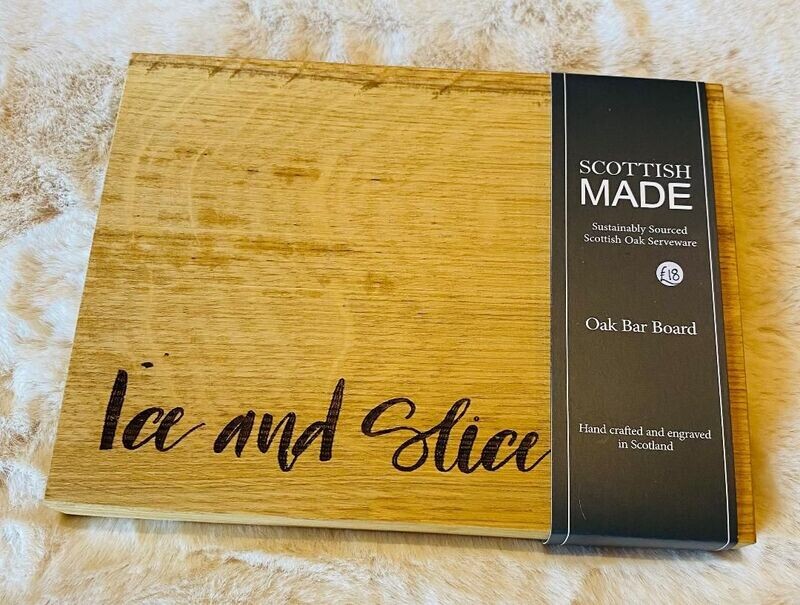 Ice and Slice
SCOTTISH
MADE
Sustainably Sourced
Scottish Oak Serveware
£18
Oak Bar Board
Hand crafted and engraved
in Scotland